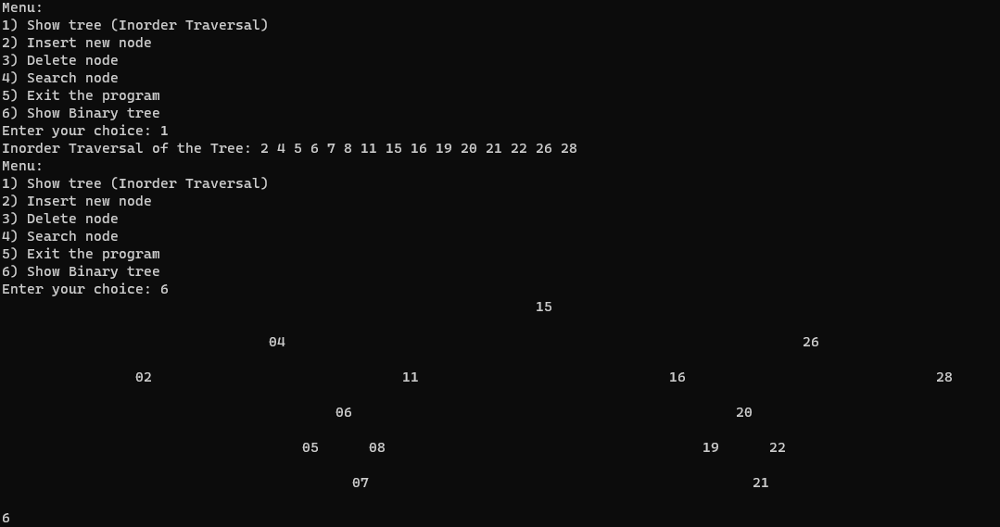 Menu:
1) Show tree (Inorder Traversal)
2) Insert new node
3) Delete node
4) Search node
5) Exit the program
6) Show Binary tree
Enter your choice: 1
Inorder Traversal of the Tree: 2 4 5 6 7 8 11 15 16 19 20 21 22 26 28
Menu:
1) Show tree (Inorder Traversal)
2) Insert new node
3) Delete node
4) Search node
5) Exit the program
6) Show Binary tree
Enter your choice: 6
15
04 26
02 11 16 28
06 20
05 08 19 22
07 21
6